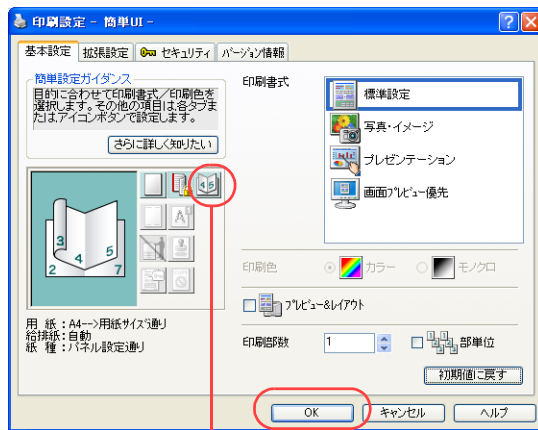 印刷設定 - 簡単UI -
基本設定 拡張設定 セキュリティ バージョン情報
簡単設定ガイダンス
目的に合わせて印刷書式/印刷色を
選択します。その他の項目は各タブま
たはアイコンボタンで設定します。
さらに詳しく知りたい
4 5
3 4 5
2 7
用 紙:A4-->用紙サイズ通り
給排紙:自動
紙 種:パネル設定通り
印刷書式
標準設定
写真・イメージ
プレゼンテーション
画面プレビュー優先
印刷色 カラー モノクロ
プレビュー&レイアウト
印刷部数 1 部単位
初期値に戻す
OK キャンセル ヘルプ